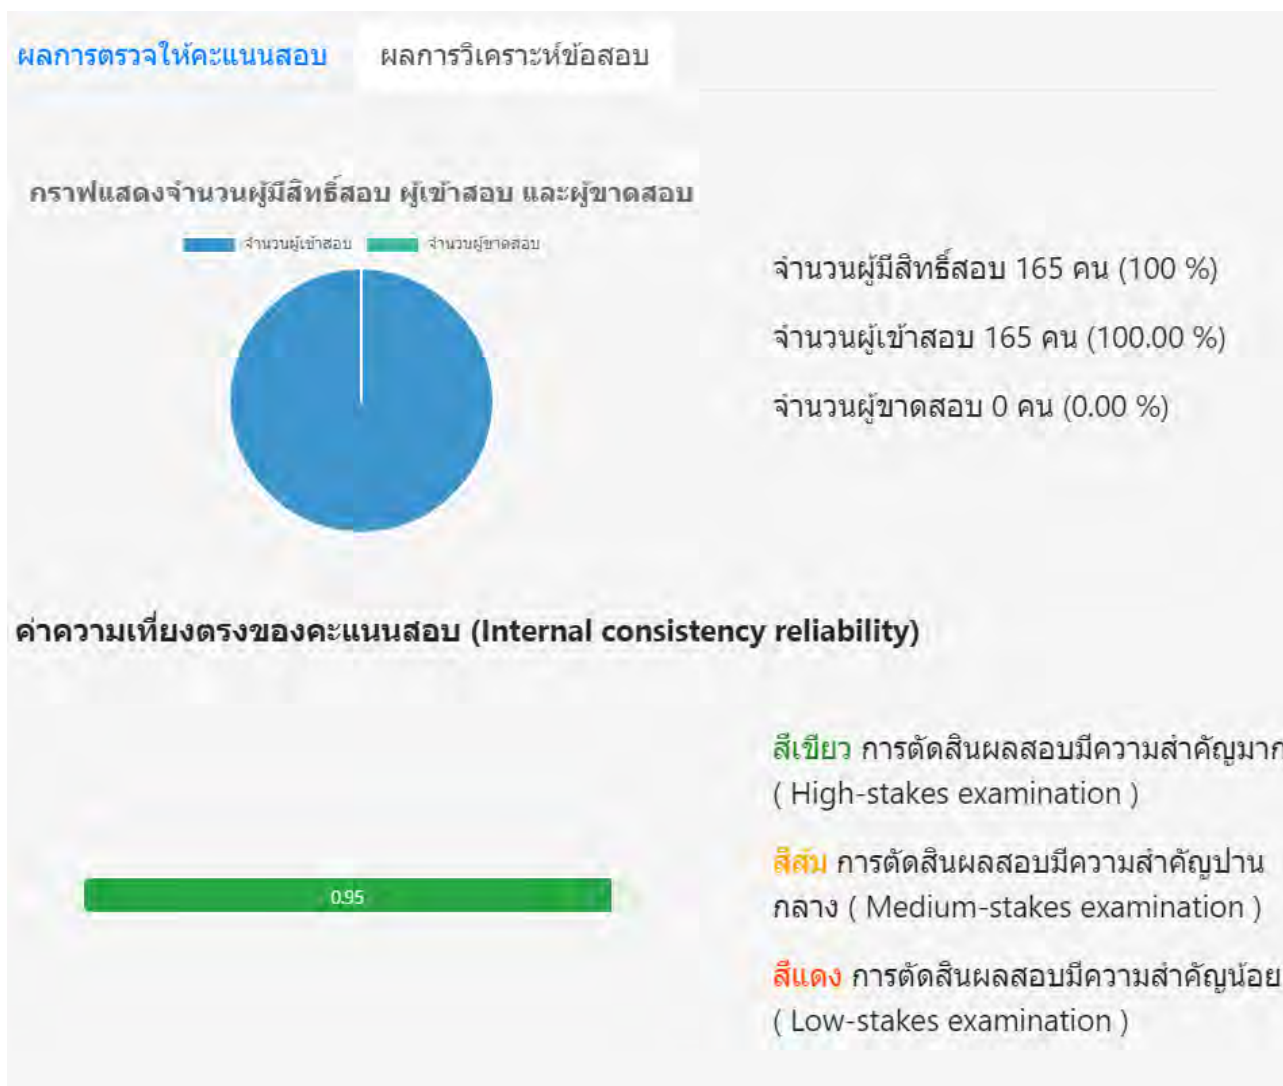 ผลการตรวจให้คะแนนสอบ ผลการวิเคราะห์ข้อสอบ
กราฟแสดงจำนวนผู้มีสิทธิ์สอบ ผู้เข้าสอบ และผู้ขาดสอบ
จำนวนผู้เข้าสอบ จำนวนผู้ขาดสอบ
จำนวนผู้มีสิทธิ์สอบ 165 คน (100 %)
จำนวนผู้เข้าสอบ 165 คน (100.00 %)
จำนวนผู้ขาดสอบ 0 คน (0.00 %)
ค่าความเที่ยงตรงของคะแนนสอบ (Internal consistency reliability)
0.95
สีเขียว การตัดสินผลสอบมีความสำคัญมาก
( High-stakes examination )
สีส้ม การตัดสินผลสอบมีความสำคัญปาน
กลาง ( Medium-stakes examination )
สีแดง การตัดสินผลสอบมีความสำคัญน้อย
( Low-stakes examination )